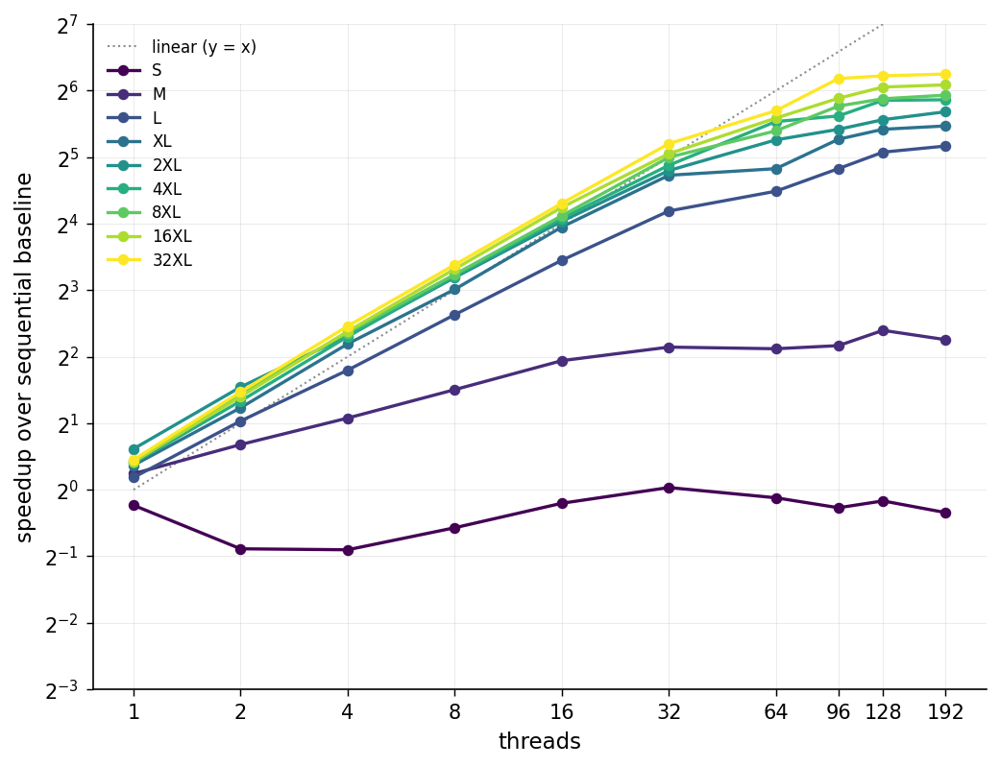 2^7
2^6
2^5
2^4
2^3
2^2
2^1
2^0
2^−1
2^−2
2^−3
speedup over sequential baseline
linear (y = x)
S
M
L
XL
2XL
4XL
8XL
16XL
32XL
1 2 4 8 16 32 64 96 128 192
threads